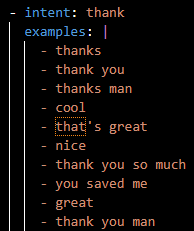 - intent: thank
examples: |
- thanks
- thank you
- thanks man
- cool
- that's great
- nice
- thank you so much
- you saved me
- great
- thank you man